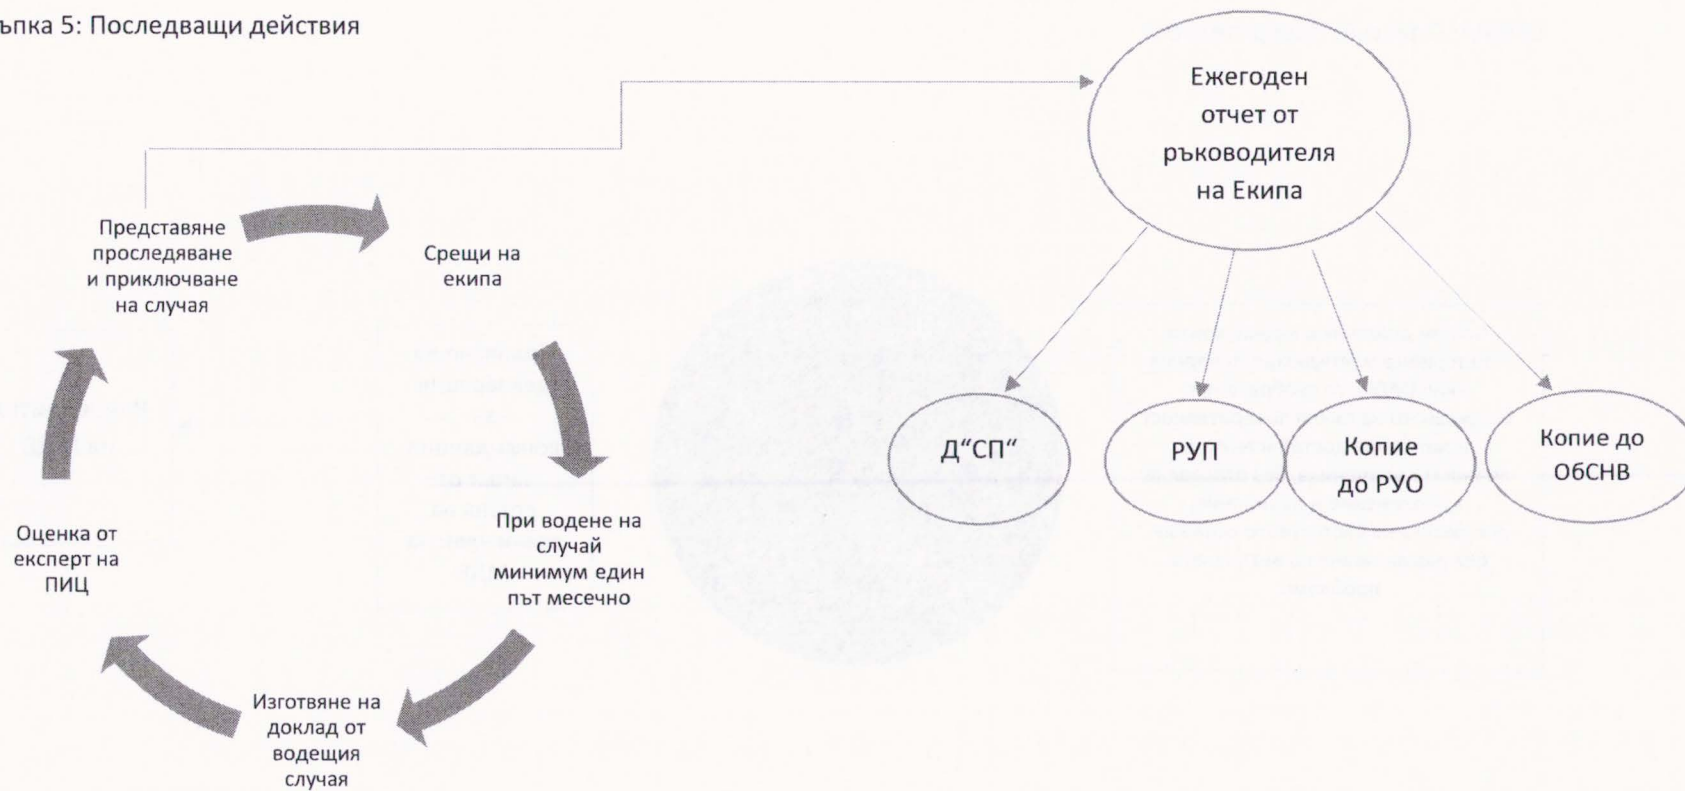 ъпка 5: Последващи действия
Ежегоден
отчет от
ръководителя
на Екипа
Представяне
проследяване
и приключване
на случая
Срещи на
екипа
При водене на
случай
минимум един
път месечно
Изготвяне на
доклад от
водещия
случая
Оценка от
експерт на
ПИЦ
Д“СП“
РУП
Копие
до РУО
Копие до
ОбСНВ